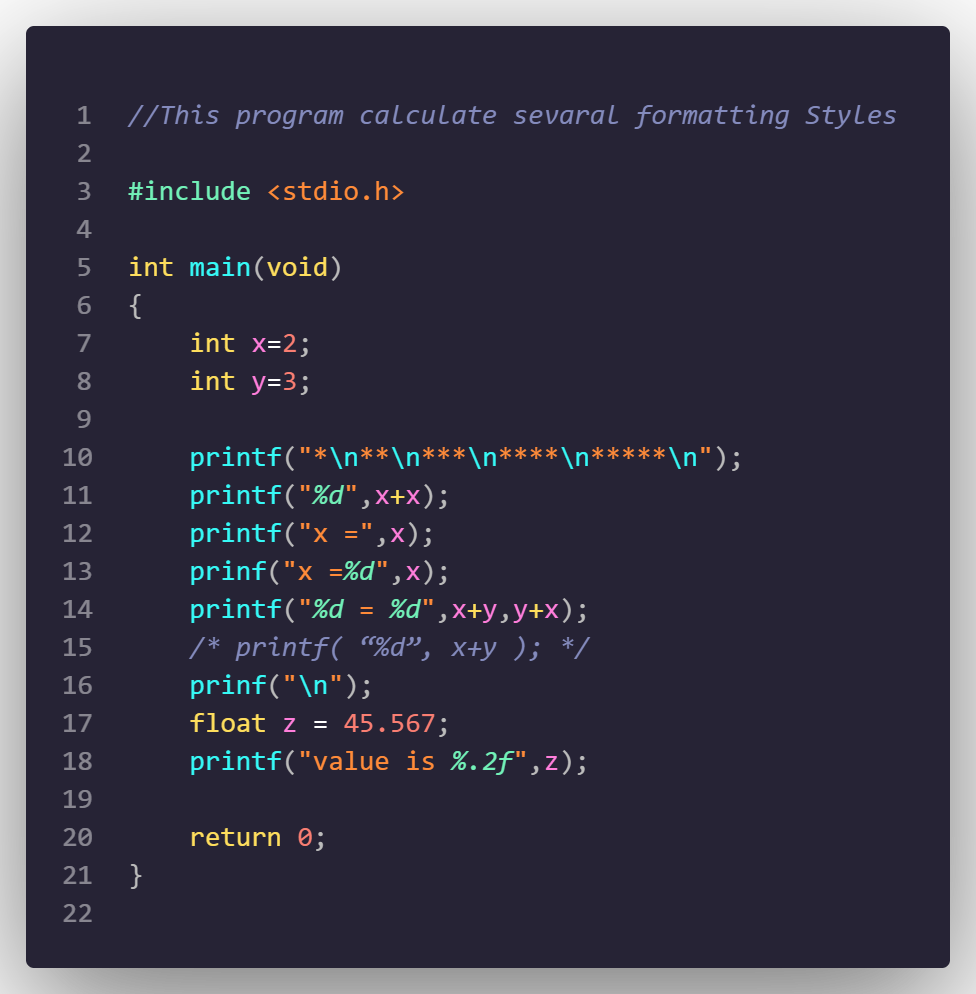 1 //This program calculate sevaral formatting Styles
2
3 #include <stdio.h>
4
5 int main(void)
6 {
7     int x=2;
8     int y=3;
9
10     printf("*\n**\n***\n****\n*****\n");
11     printf("%d",x+x);
12     printf("x =",x);
13     prinf("x =%d",x);
14     printf("%d = %d",x+y,y+x);
15     /* printf( “%d”, x+y ); */
16     prinf("\n");
17     float z = 45.567;
18     printf("value is %.2f",z);
19
20     return 0;
21 }
22